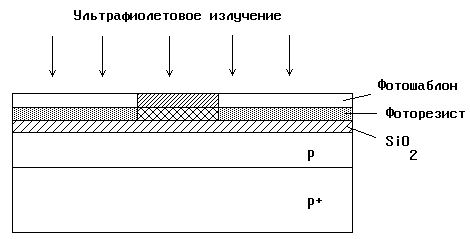 Ультрафиолетовое излучение
Фотошаблон
Фоторезист
SiO
2
p
p+